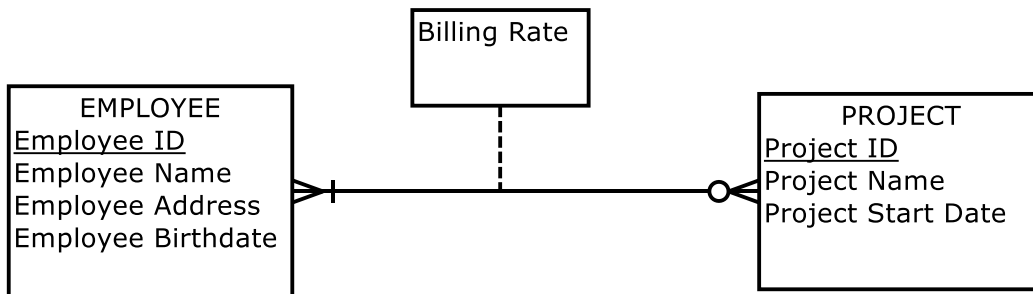 Billing Rate
EMPLOYEE
Employee ID
Employee Name
Employee Address
Employee Birthdate
PROJECT
Project ID
Project Name
Project Start Date